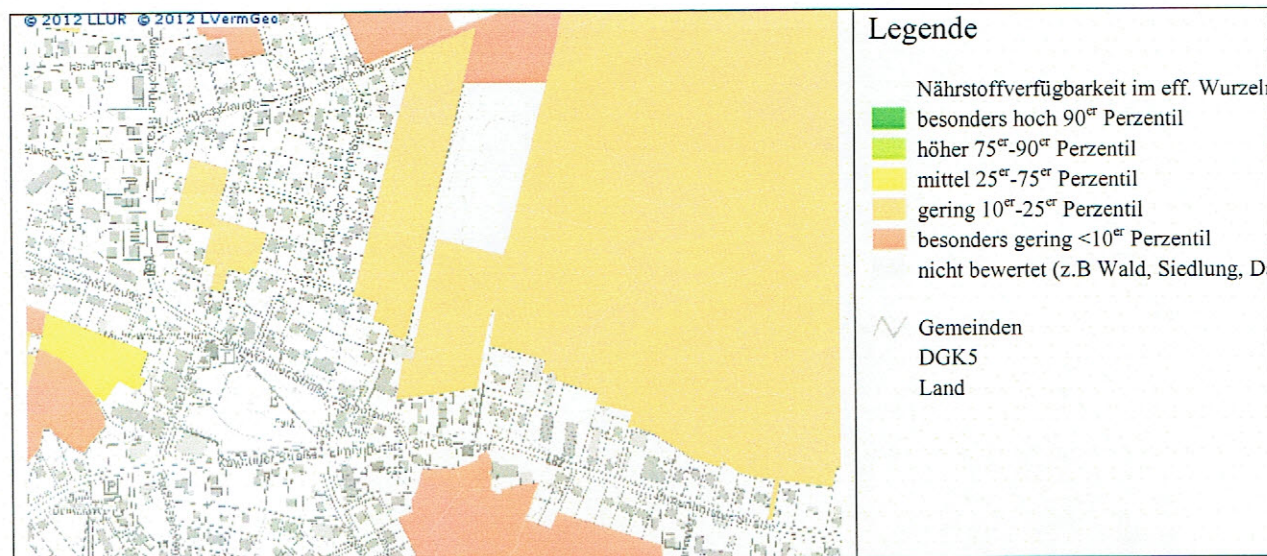 © 2012 LLUR © 2012 LVermGeo
Legende
Nährstoffverfügbarkeit im eff. Wurzelr
besonders hoch 90er Perzentil
höher 75er-90er Perzentil
mittel 25er-75er Perzentil
gering 10er-25er Perzentil
besonders gering <10er Perzentil
nicht bewertet (z.B Wald, Siedlung, D
Gemeinden
DGK5
Land